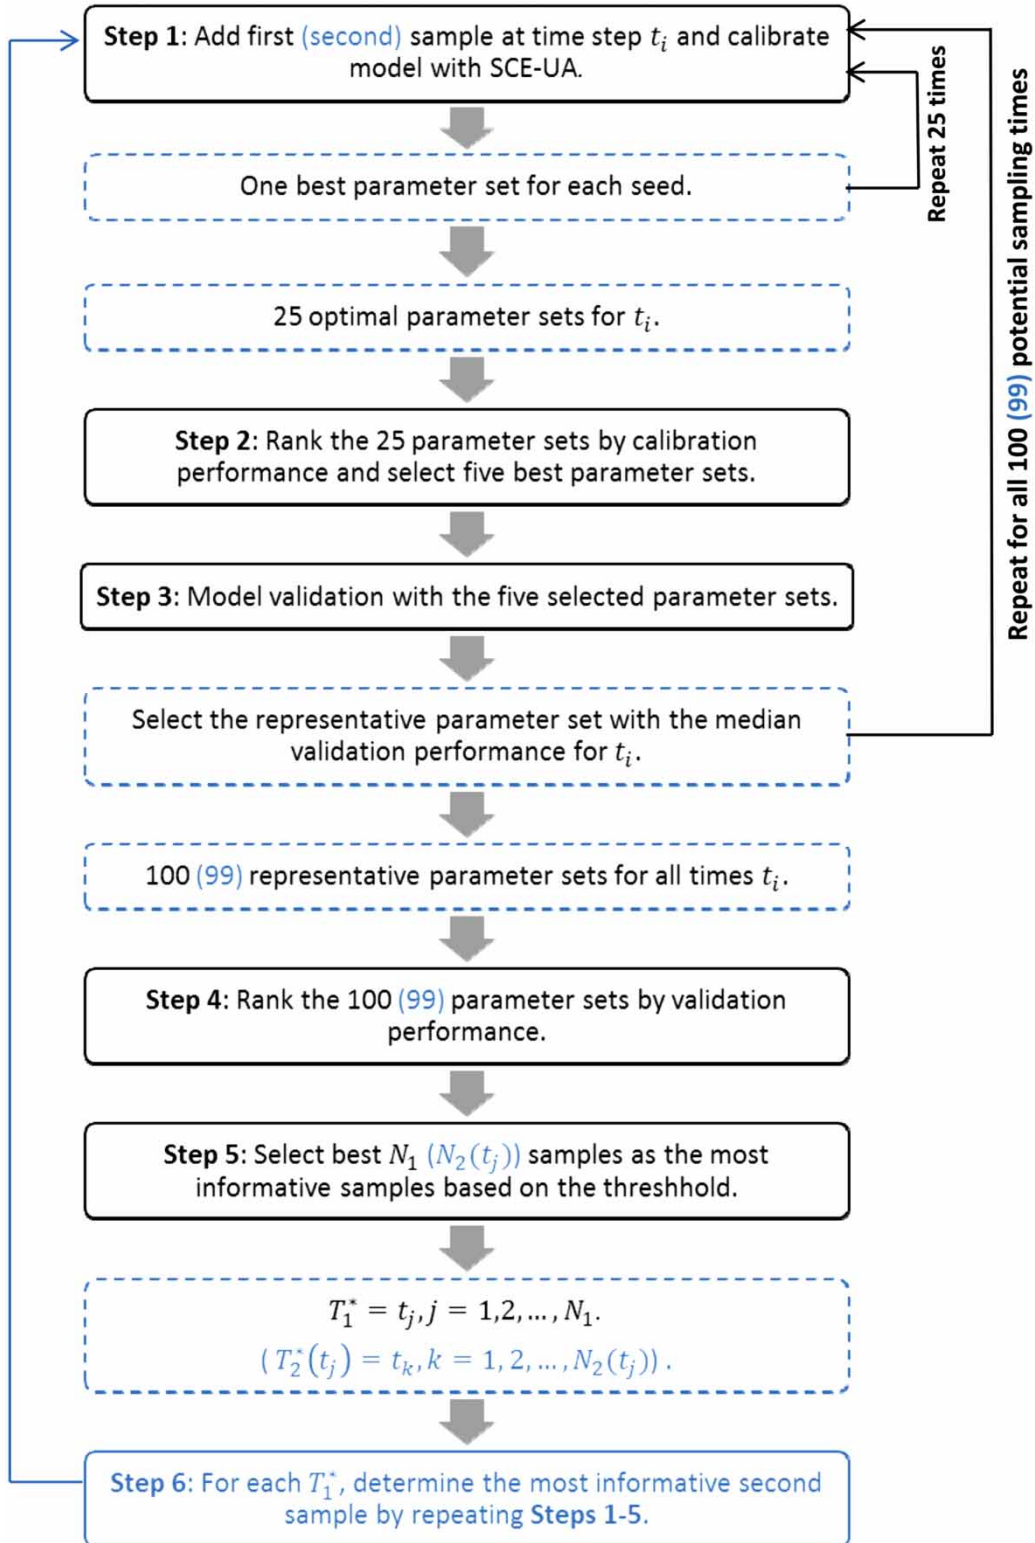 Step 1: Add first (second) sample at time step tᵢ and calibrate
model with SCE-UA.
Repeat 25 times
Repeat for all 100 (99) potential sampling times
One best parameter set for each seed.
25 optimal parameter sets for tᵢ.
Step 2: Rank the 25 parameter sets by calibration
performance and select five best parameter sets.
Step 3: Model validation with the five selected parameter sets.
Select the representative parameter set with the median
validation performance for tᵢ.
100 (99) representative parameter sets for all times tᵢ.
Step 4: Rank the 100 (99) parameter sets by validation
performance.
Step 5: Select best N₁ (N₂(tⱼ)) samples as the most
informative samples based on the threshhold.
T₁* = tⱼ, j = 1,2, ..., N₁.
( T₂*(tⱼ) = tₖ, k = 1, 2, ..., N₂(tⱼ)) .
Step 6: For each T₁*, determine the most informative second
sample by repeating Steps 1-5.